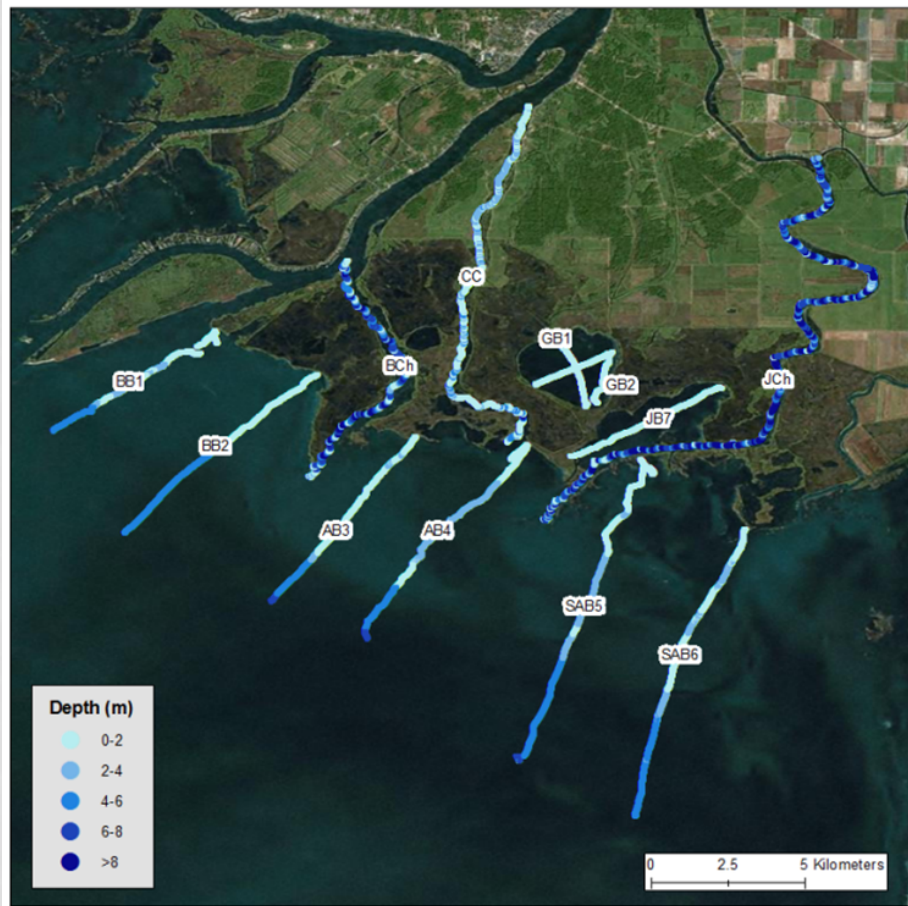 CC
GB1
BCh
GB2
JCh
BB1
JB7
BB2
AB3
AB4
SAB5
SAB6
Depth (m)
0-2
2-4
4-6
6-8
>8
0 2.5 5 Kilometers